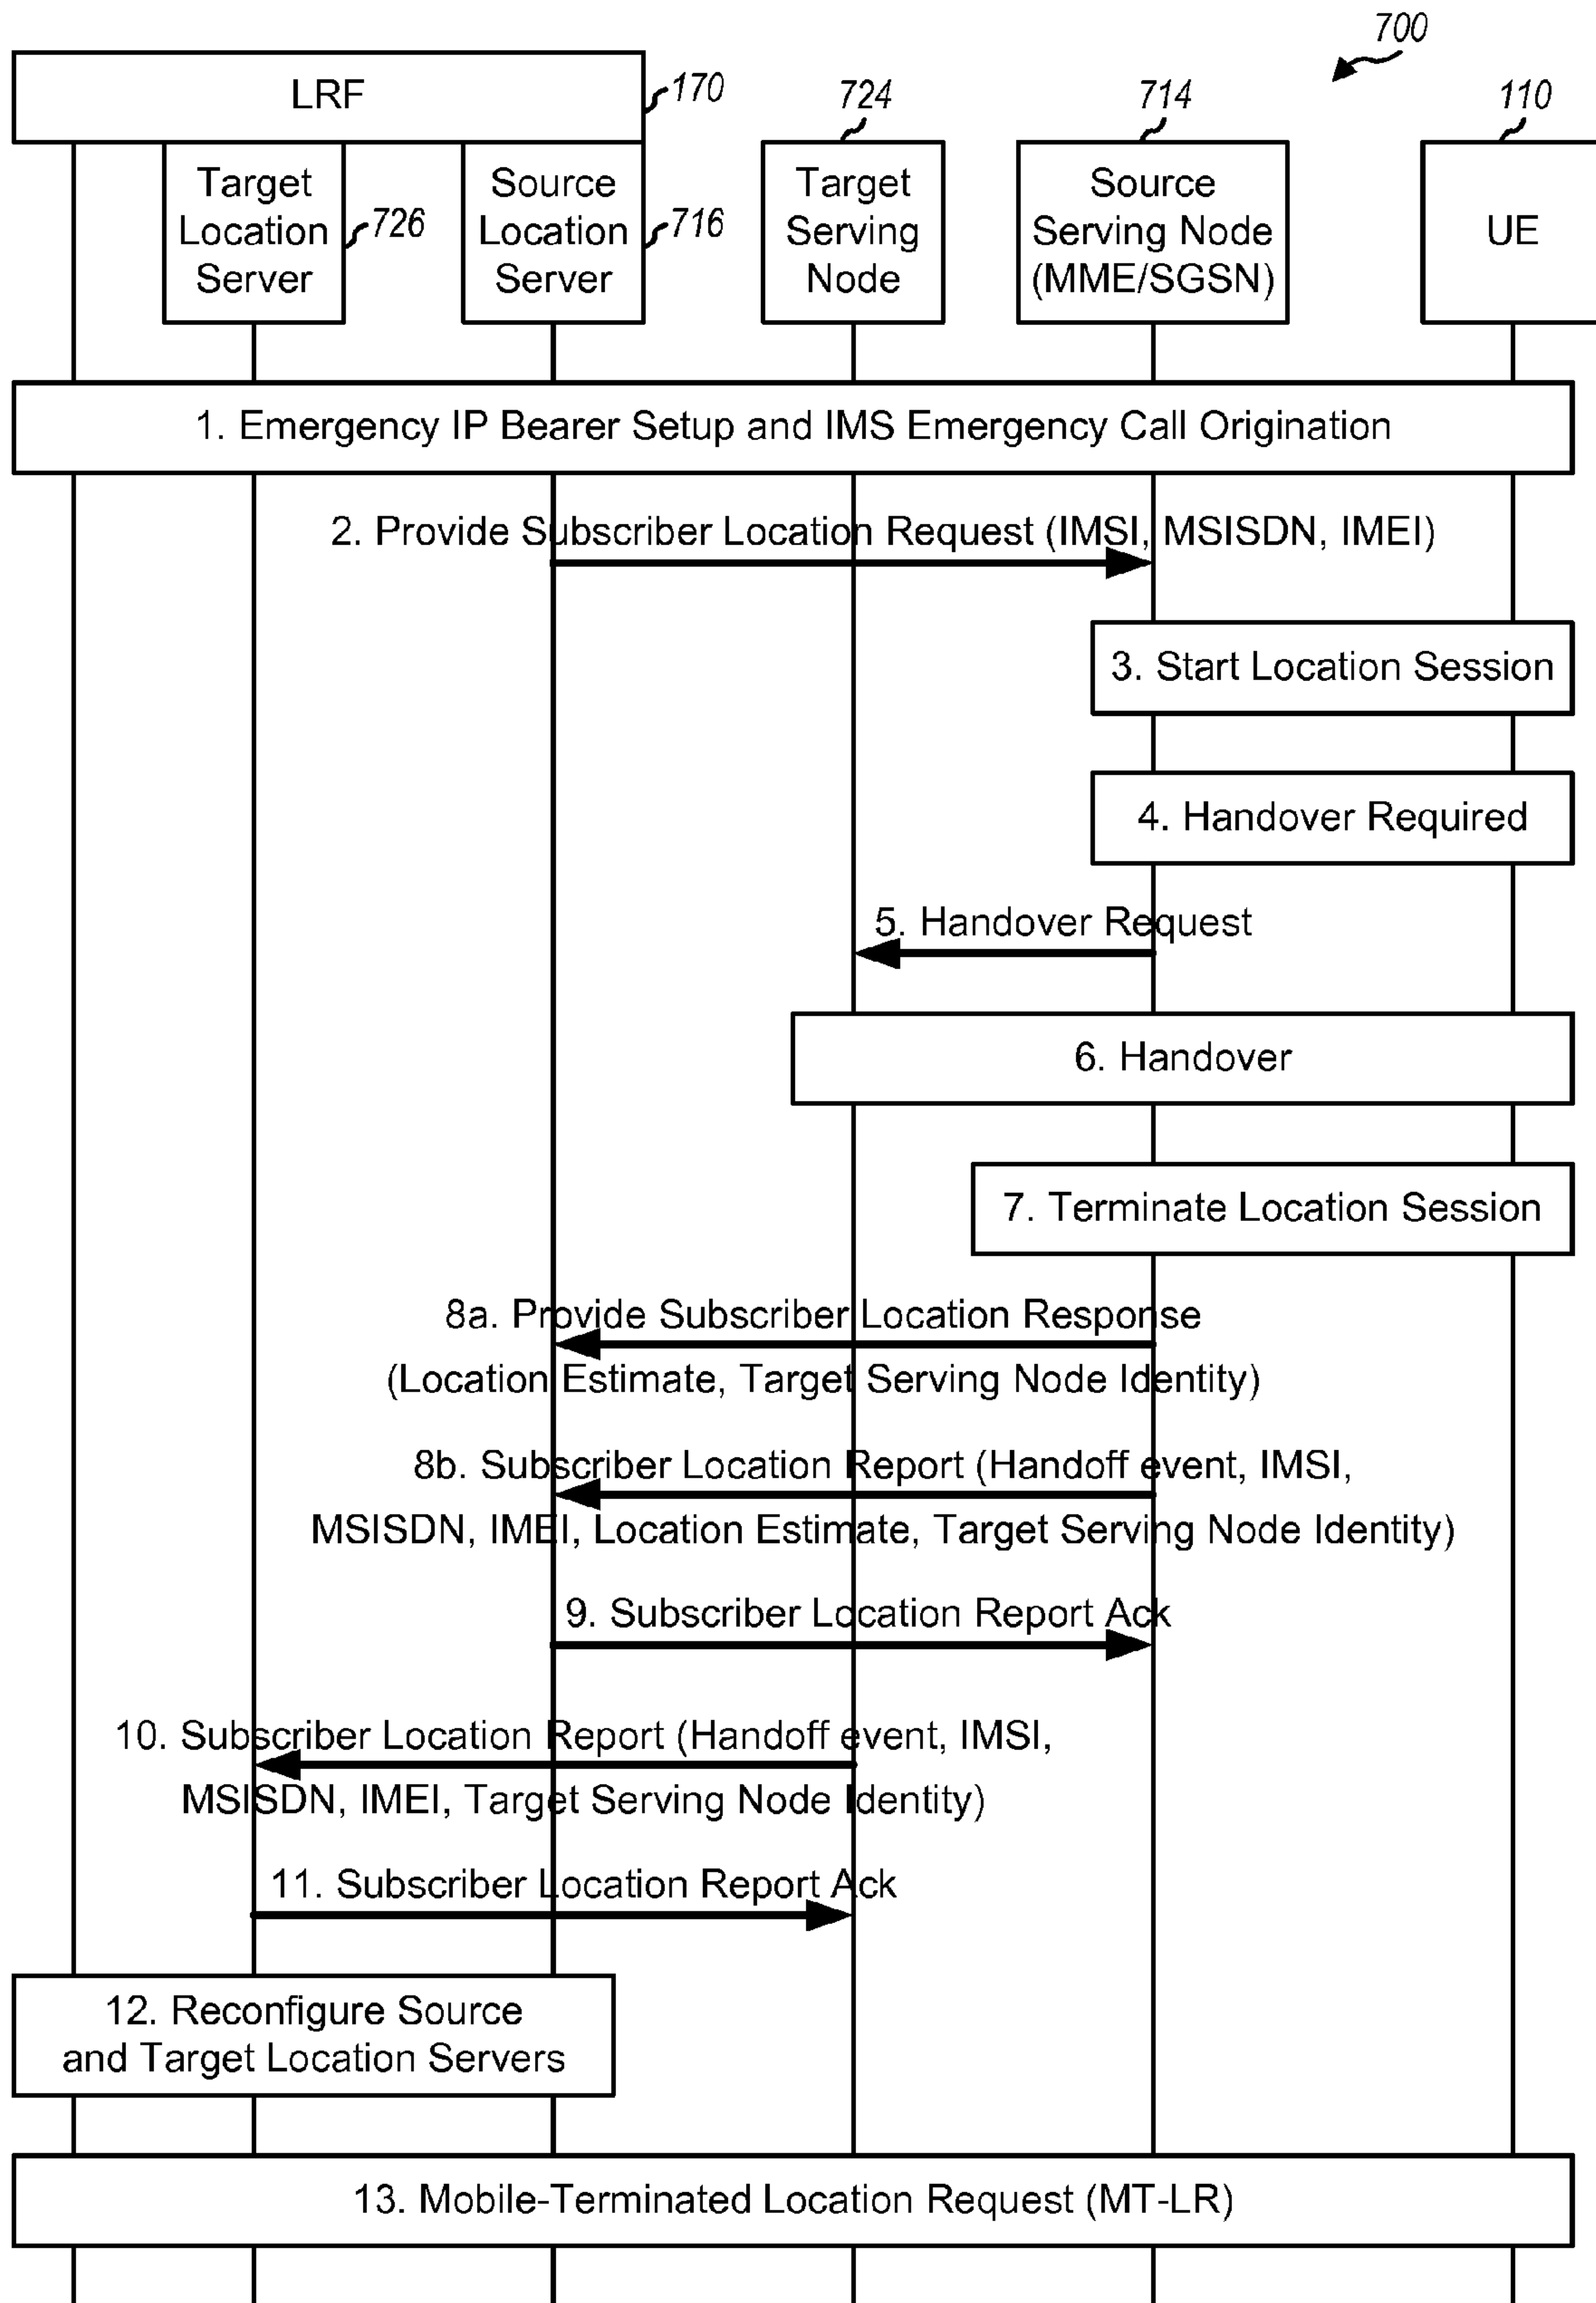 700
LRF
170
724
714
110
Target
Location
Server
726
Source
Location
Server
716
Target
Serving
Node
Source
Serving Node
(MME/SGSN)
UE
1. Emergency IP Bearer Setup and IMS Emergency Call Origination
2. Provide Subscriber Location Request (IMSI, MSISDN, IMEI)
3. Start Location Session
4. Handover Required
5. Handover Request
6. Handover
7. Terminate Location Session
8a. Provide Subscriber Location Response
(Location Estimate, Target Serving Node Identity)
8b. Subscriber Location Report (Handoff event, IMSI,
MSISDN, IMEI, Location Estimate, Target Serving Node Identity)
9. Subscriber Location Report Ack
10. Subscriber Location Report (Handoff event, IMSI,
MSISDN, IMEI, Target Serving Node Identity)
11. Subscriber Location Report Ack
12. Reconfigure Source
and Target Location Servers
13. Mobile-Terminated Location Request (MT-LR)